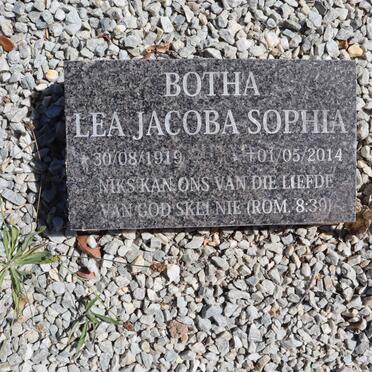 BOTHA
LEA JACOBA SOPHIA
* 30/08/1919 + 01/05/2014
NIKS KAN ONS VAN DIE LIEFDE
VAN GOD SKEI NIE (ROM. 8:39)